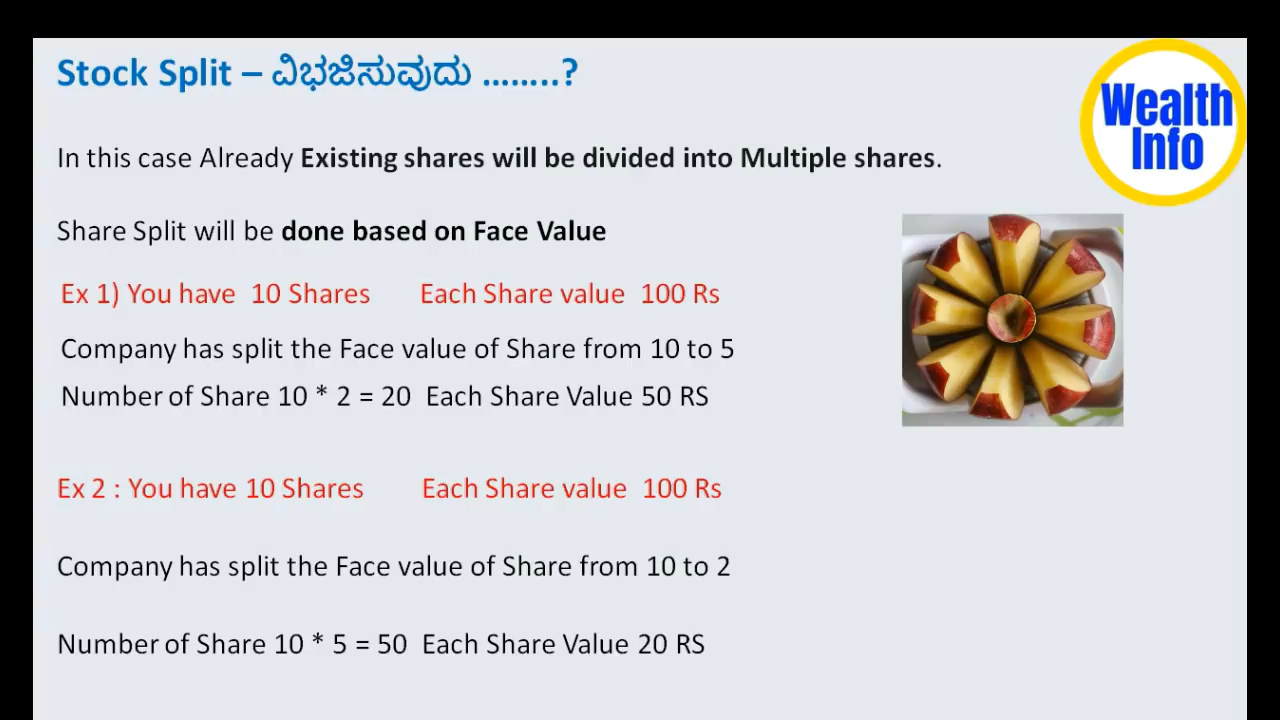 Stock Split – ವಿಭಜಿಸುವುದು ........?
Wealth
Info
In this case Already Existing shares will be divided into Multiple shares.
Share Split will be done based on Face Value
Ex 1) You have 10 Shares Each Share value 100 Rs
Company has split the Face value of Share from 10 to 5
Number of Share 10 * 2 = 20 Each Share Value 50 RS
Ex 2 : You have 10 Shares Each Share value 100 Rs
Company has split the Face value of Share from 10 to 2
Number of Share 10 * 5 = 50 Each Share Value 20 RS